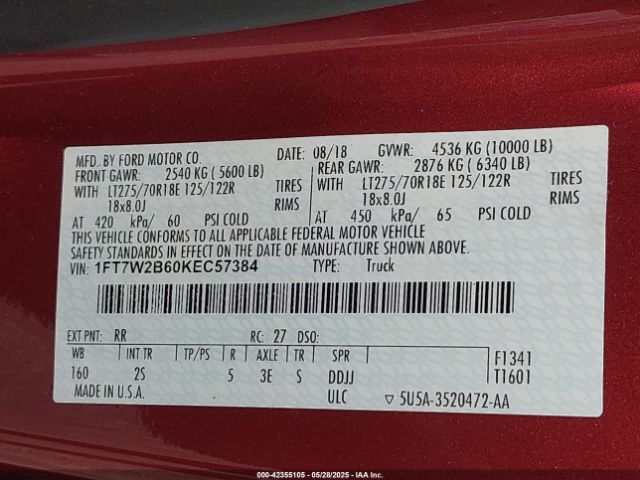 MFD. BY FORD MOTOR CO. DATE: 08/18 GVWR: 4536 KG (10000 LB)
FRONT GAWR: 2540 KG ( 5600 LB) REAR GAWR: 2876 KG ( 6340 LB)
WITH LT275/70R18E 125/122R TIRES WITH LT275/70R18E 125/122R TIRES
18x8.0J RIMS 18x8.0J RIMS
AT 420 kPa/ 60 PSI COLD AT 450 kPa/ 65 PSI COLD
THIS VEHICLE CONFORMS TO ALL APPLICABLE FEDERAL MOTOR VEHICLE
SAFETY STANDARDS IN EFFECT ON THE DATE OF MANUFACTURE SHOWN ABOVE.
VIN: 1FT7W2B60KEC57384 TYPE: Truck
EXT PNT: RR RC: 27 DSO:
WB INT TR TP/PS R AXLE TR SPR F1341
160 2S 5 3E S DDJJ T1601
MADE IN U.S.A. ULC 5U5A-3520472-AA
000-42355105 - 05/28/2025 - IAAI, Inc.